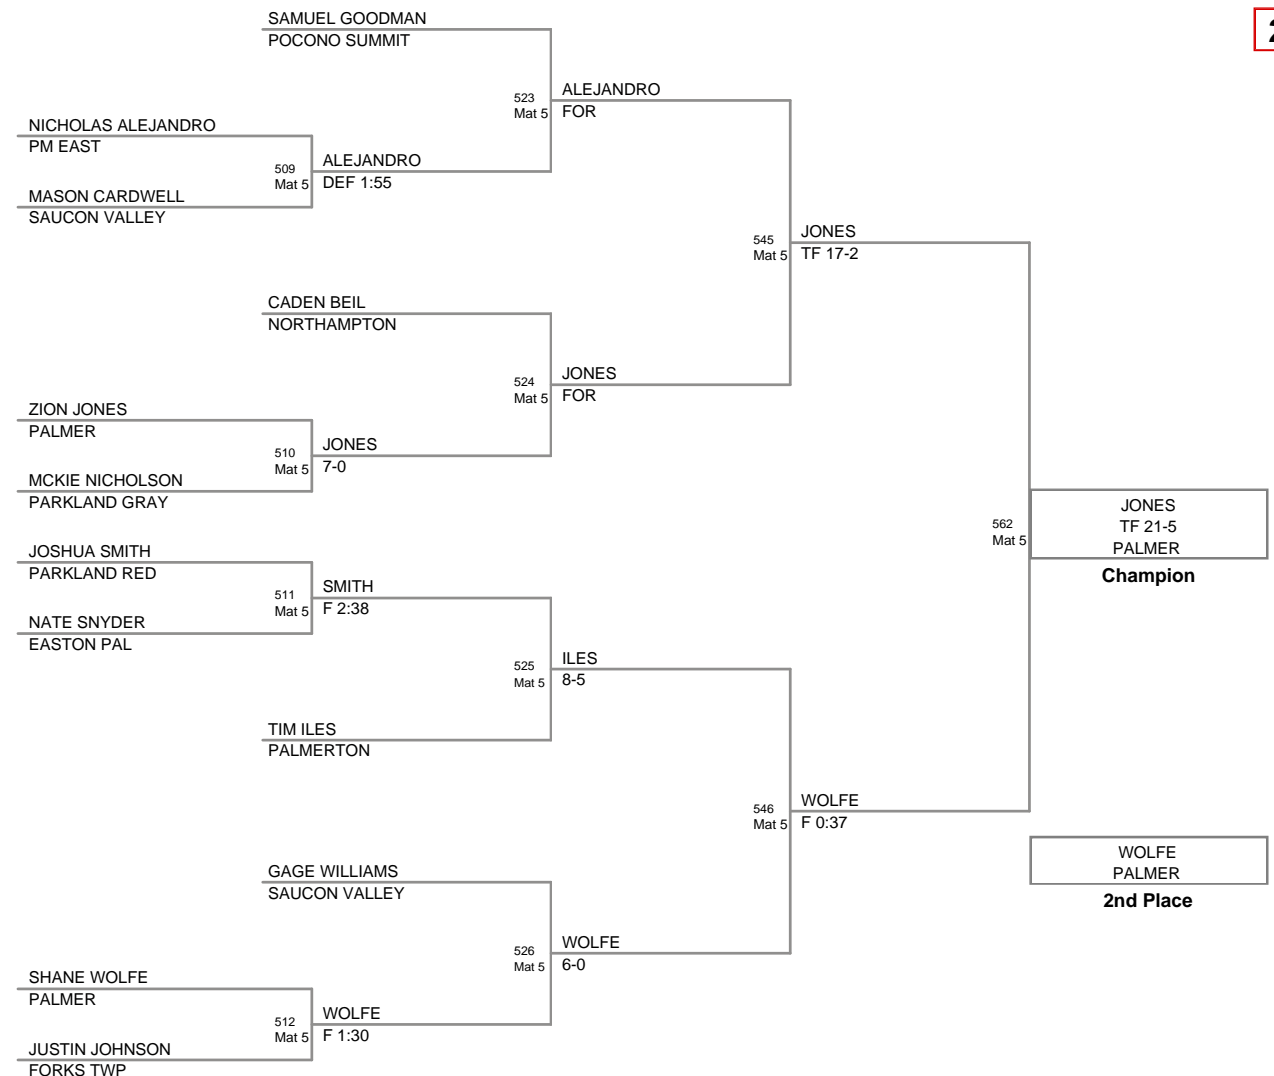 SAMUEL GOODMAN
POCONO SUMMIT
2
523
Mat 5
ALEJANDRO
FOR
NICHOLAS ALEJANDRO
PM EAST
509
Mat 5
ALEJANDRO
DEF 1:55
MASON CARDWELL
SAUCON VALLEY
545
Mat 5
JONES
TF 17-2
CADEN BEIL
NORTHAMPTON
524
Mat 5
JONES
FOR
ZION JONES
PALMER
510
Mat 5
JONES
7-0
MCKIE NICHOLSON
PARKLAND GRAY
562
Mat 5
JONES
TF 21-5
PALMER
Champion
JOSHUA SMITH
PARKLAND RED
511
Mat 5
SMITH
F 2:38
NATE SNYDER
EASTON PAL
525
Mat 5
ILES
8-5
TIM ILES
PALMERTON
546
Mat 5
WOLFE
F 0:37
WOLFE
PALMER
2nd Place
GAGE WILLIAMS
SAUCON VALLEY
526
Mat 5
WOLFE
6-0
SHANE WOLFE
PALMER
512
Mat 5
WOLFE
F 1:30
JUSTIN JOHNSON
FORKS TWP